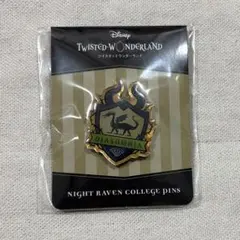 Disney
TWISTED-WONDERLAND
ツイステッドワンダーランド
DIASOMNIA
NIGHT RAVEN COLLEGE PINS